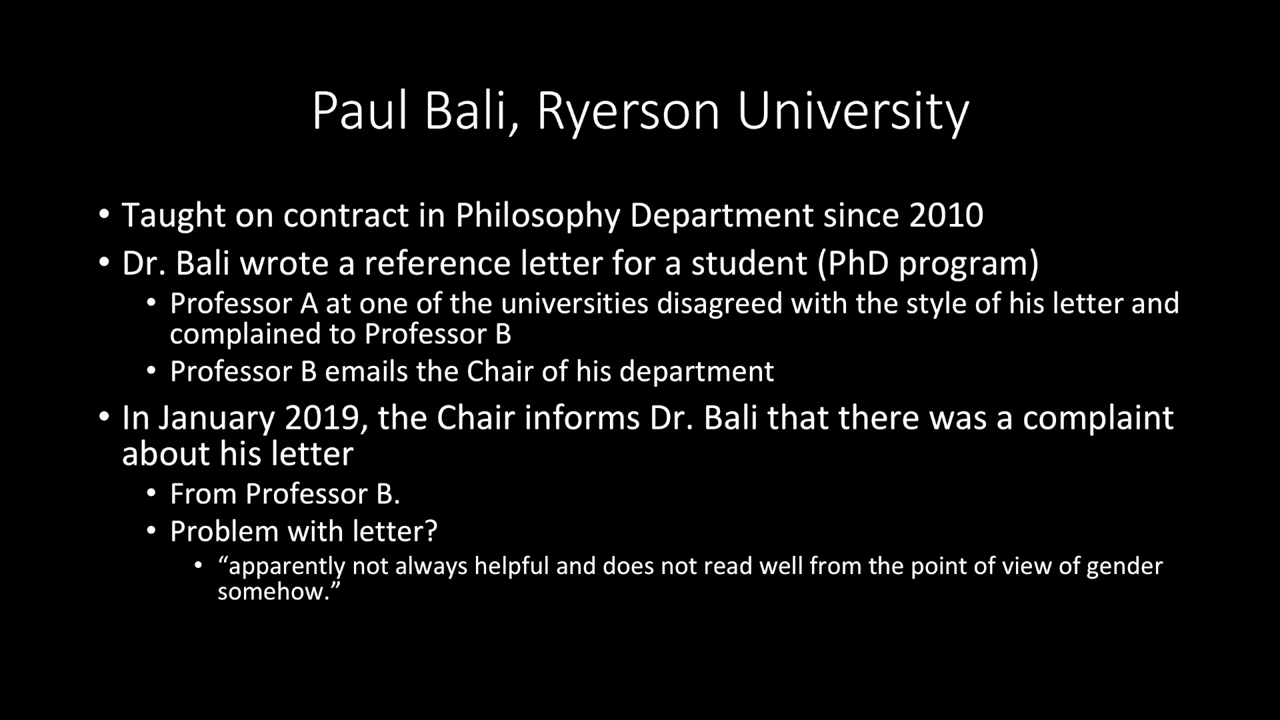 Paul Bali, Ryerson University
• Taught on contract in Philosophy Department since 2010
• Dr. Bali wrote a reference letter for a student (PhD program)
• Professor A at one of the universities disagreed with the style of his letter and
complained to Professor B
• Professor B emails the Chair of his department
• In January 2019, the Chair informs Dr. Bali that there was a complaint
about his letter
• From Professor B.
• Problem with letter?
• “apparently not always helpful and does not read well from the point of view of gender
somehow.”